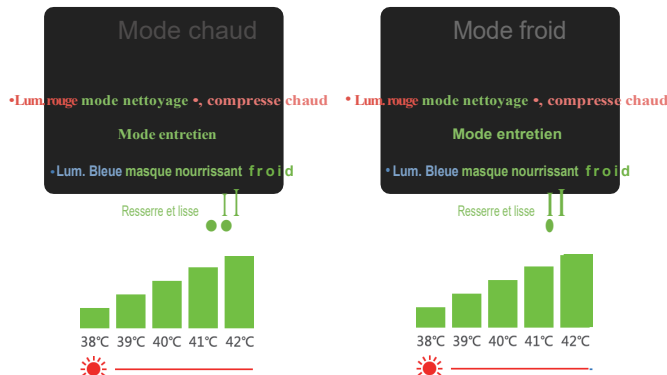 Mode chaud
•Lum. rouge mode nettoyage •, compresse chaud
Mode entretien
•Lum. Bleue masque nourrissant froid
Resserre et lisse
38℃ 39℃ 40℃ 41℃ 42℃
Mode froid
• Lum. rouge mode nettoyage •, compresse chaud
Mode entretien
• Lum. Bleue masque nourrissant froid
Resserre et lisse
38℃ 39℃ 40℃ 41℃ 42℃